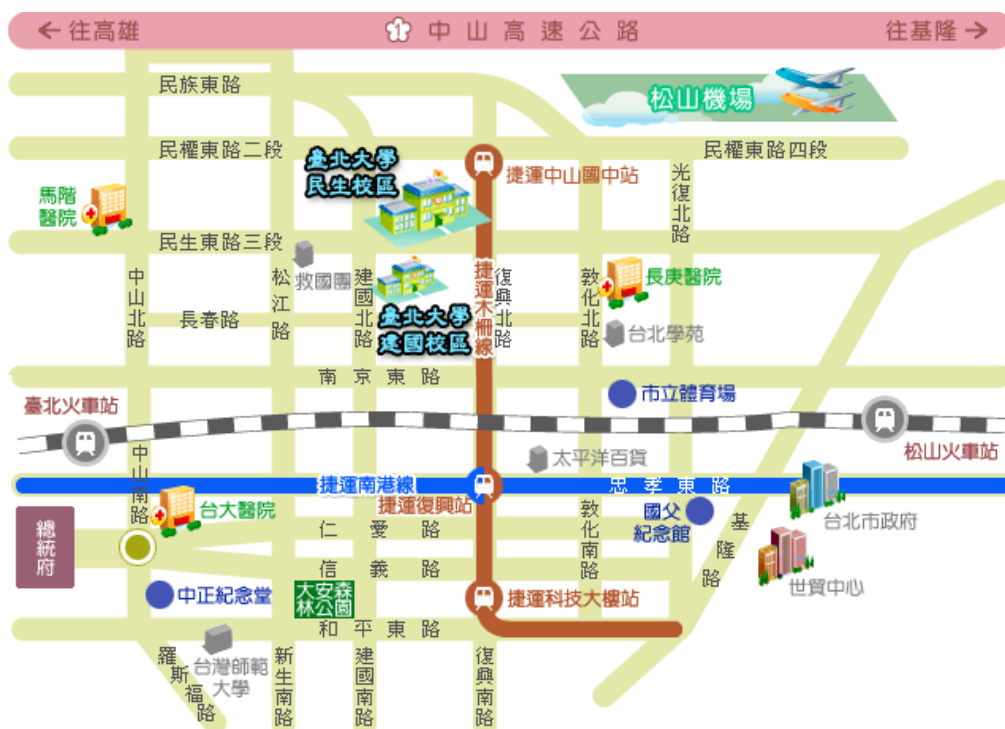 往高雄
1
中山高速公路
往基隆
民族東路
松山機場
民權東路二段
民權東路四段
臺北大學
民生校區
捷運中山國中站
光復北路
馬階
醫院
民生東路三段
救國團
中山北路
松江路
建國北路
捷運木柵線
復興北路
敦化北路
長庚醫院
長春路
臺北大學
建國校區
台北學苑
南京東路
市立體育場
臺北火車站
松山火車站
中山南路
太平洋百貨
捷運南港線
忠孝東路
捷運復興站
台大醫院
國父
紀念館
台北市政府
總統府
仁愛路
敦化南路
基隆路
信義路
世貿中心
中正紀念堂
大安森
林公園
捷運科技大樓站
和平東路
台灣師範
大學
羅斯福路
新生南路
建國南路
復興南路